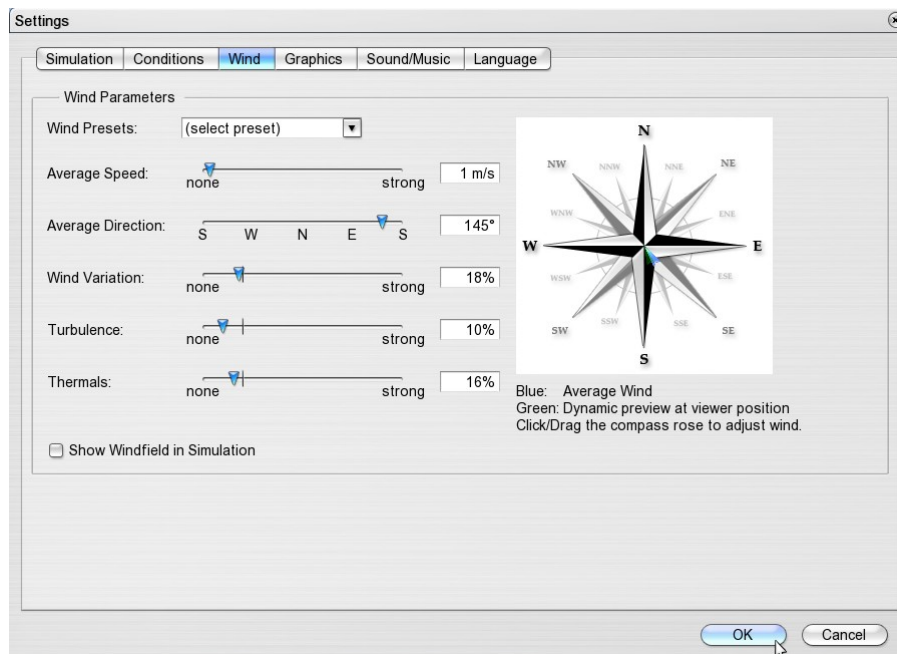 Settings
Simulation Conditions Wind Graphics Sound/Music Language
Wind Parameters
Wind Presets: (select preset)
Average Speed: none strong 1 m/s
Average Direction: S W N E S 145°
Wind Variation: none strong 18%
Turbulence: none strong 10%
Thermals: none strong 16%
Show Windfield in Simulation
N
NW NNW NNE NE
WNW ENE
W E
WSW ESE
SW SSW SSE SE
S
Blue: Average Wind
Green: Dynamic preview at viewer position
Click/Drag the compass rose to adjust wind.
OK Cancel